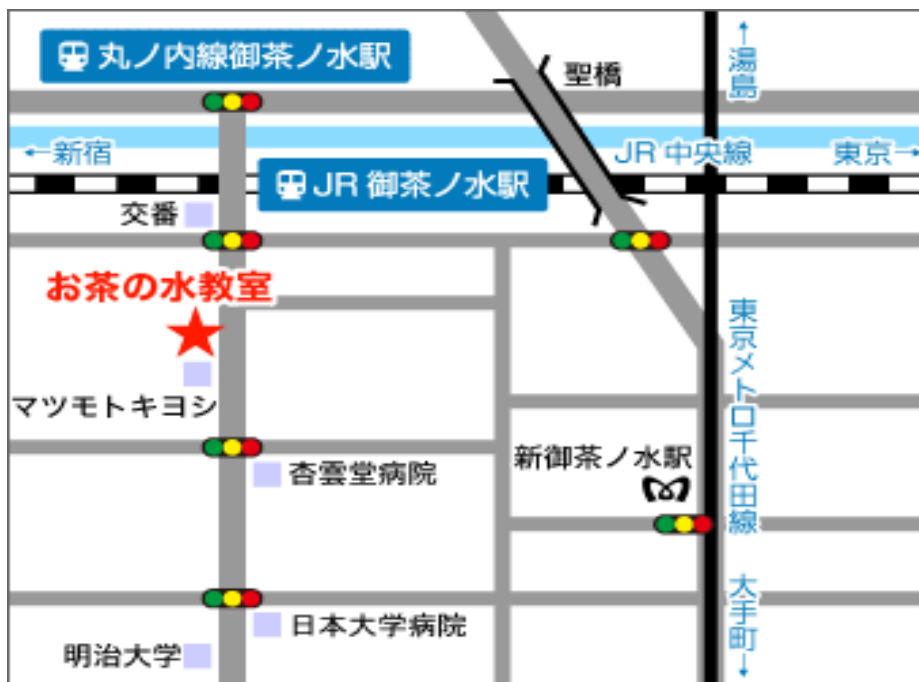 丸ノ内線御茶ノ水駅
聖橋
↑湯島
←新宿
JR中央線
東京→
JR 御茶ノ水駅
交番
お茶の水教室
東京メトロ千代田線
マツモトキヨシ
新御茶ノ水駅
杏雲堂病院
大手町↓
日本大学病院
明治大学